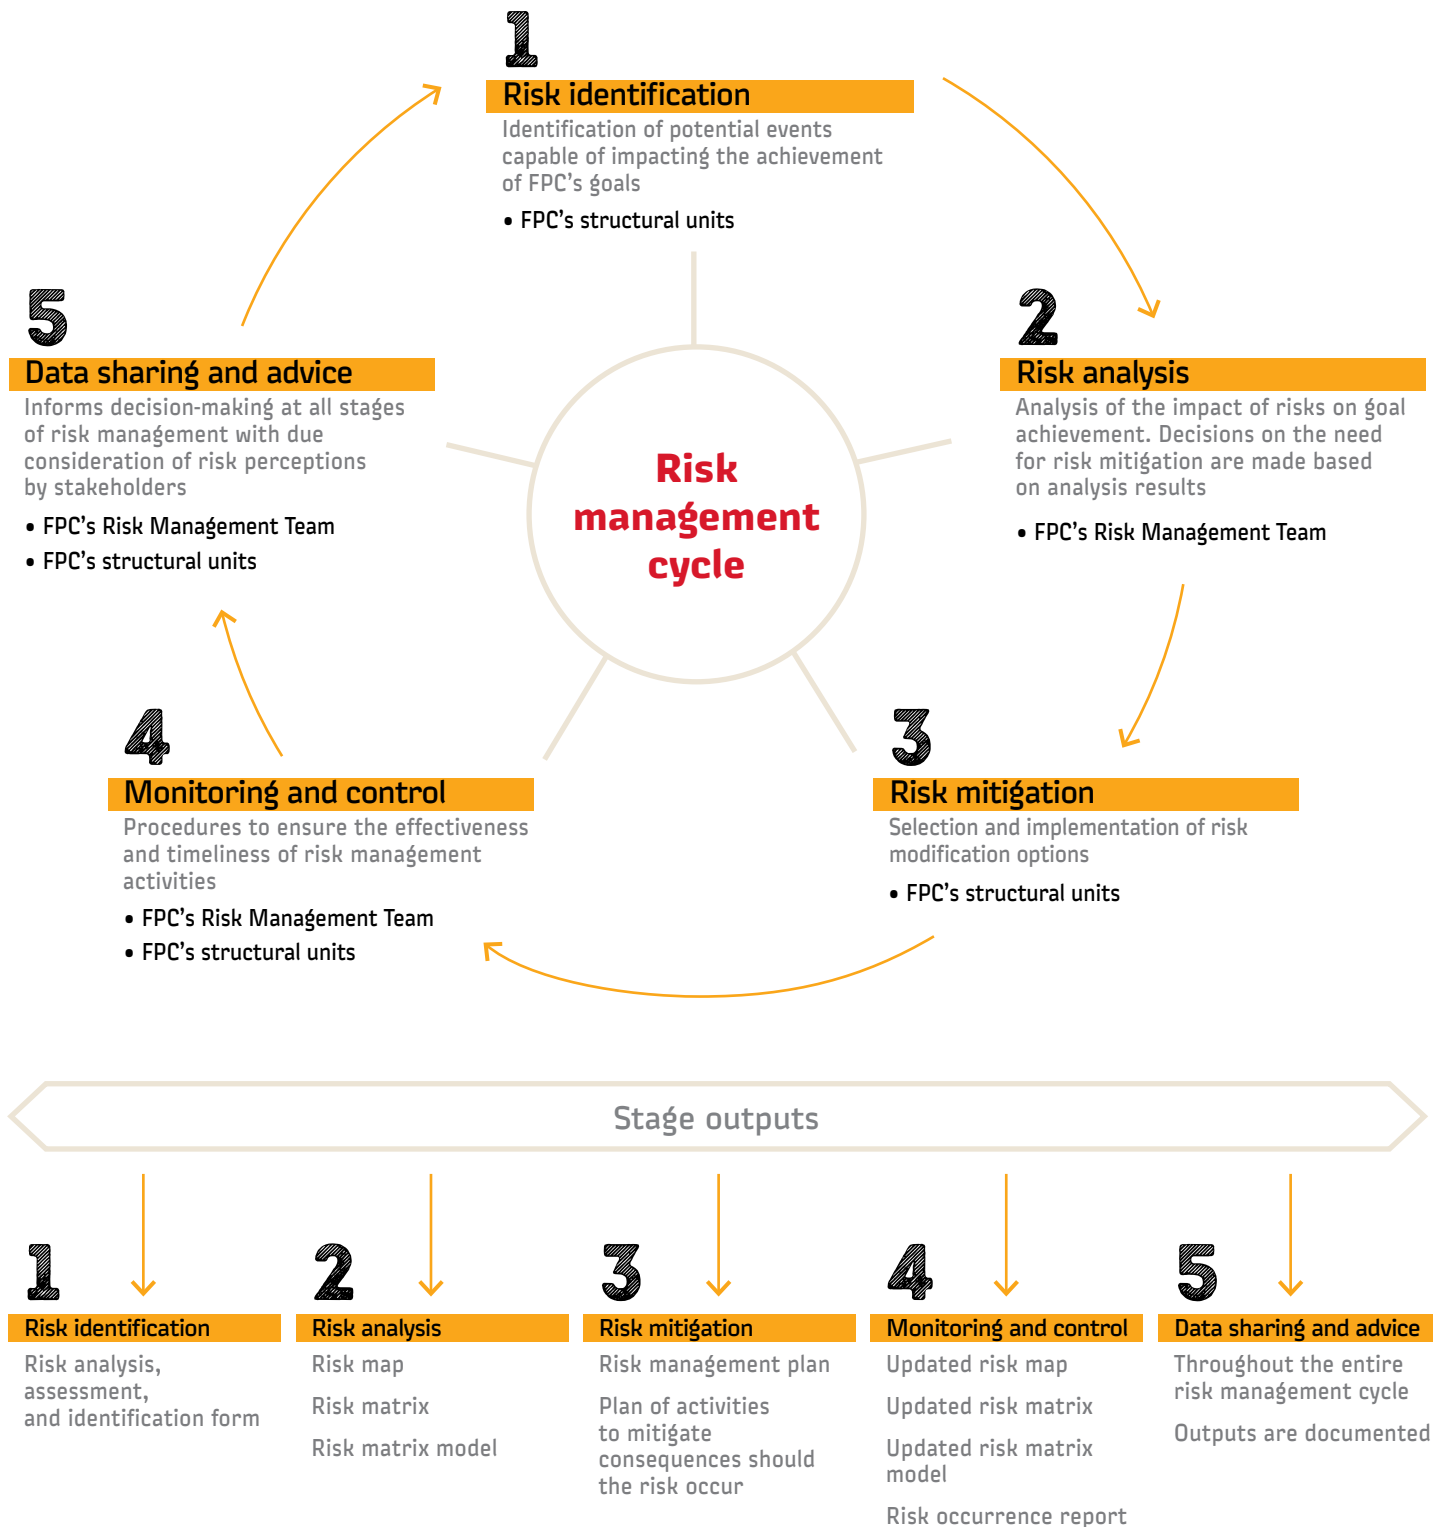 1
Risk identification
Identification of potential events
capable of impacting the achievement
of FPC's goals
• FPC's structural units
2
Risk analysis
Analysis of the impact of risks on goal
achievement. Decisions on the need
for risk mitigation are made based
on analysis results
• FPC's Risk Management Team
3
Risk mitigation
Selection and implementation of risk
modification options
• FPC's structural units
4
Monitoring and control
Procedures to ensure the effectiveness
and timeliness of risk management
activities
• FPC's Risk Management Team
• FPC's structural units
5
Data sharing and advice
Informs decision-making at all stages
of risk management with due
consideration of risk perceptions
by stakeholders
• FPC's Risk Management Team
• FPC's structural units
Risk
management
cycle
Stage outputs
1
Risk identification
Risk analysis,
assessment,
and identification form
2
Risk analysis
Risk map
Risk matrix
Risk matrix model
3
Risk mitigation
Risk management plan
Plan of activities
to mitigate
consequences should
the risk occur
4
Monitoring and control
Updated risk map
Updated risk matrix
Updated risk matrix
model
Risk occurrence report
5
Data sharing and advice
Throughout the entire
risk management cycle
Outputs are documented